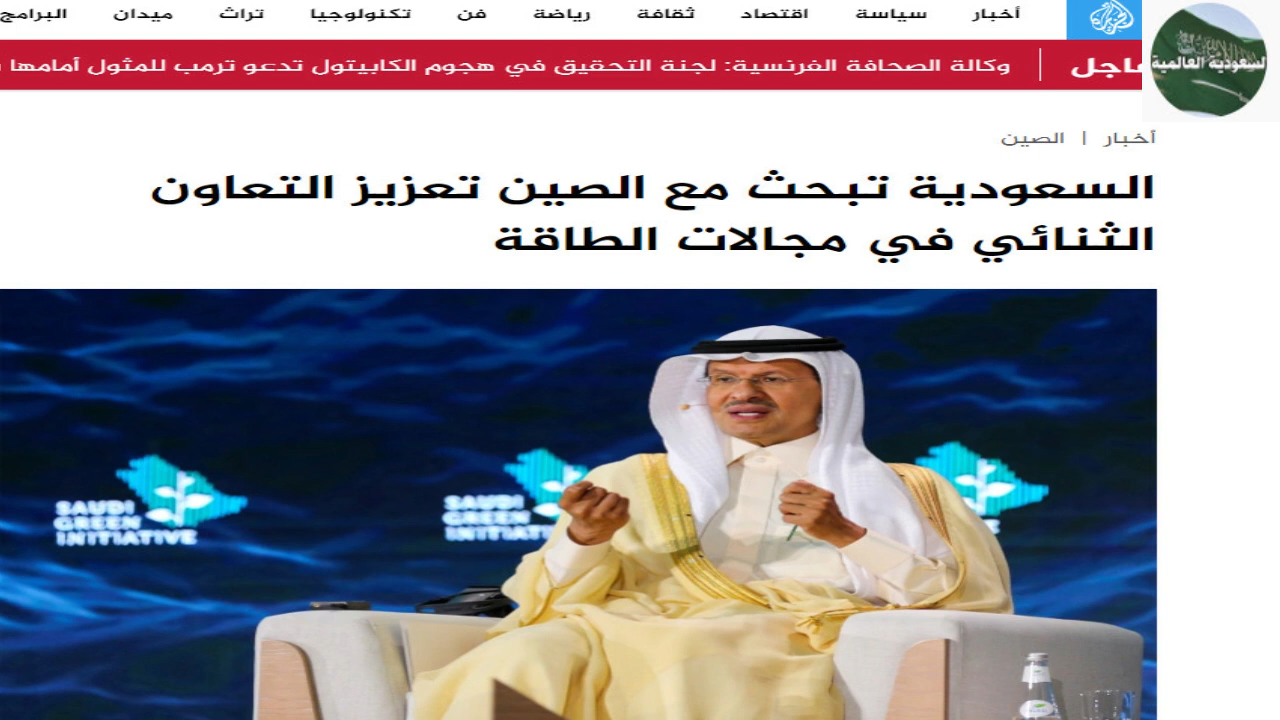 أخبار سياسة اقتصاد ثقافة رياضة فن تكنولوجيا تراث ميدان البرامج
السعودية العالمية
عاجل وكالة الصحافة الفرنسية: لجنة التحقيق في هجوم الكابيتول تدعو ترمب للمثول أمامها
أخبار | الصين
السعودية تبحث مع الصين تعزيز التعاون
الثنائي في مجالات الطاقة
SAUDI
GREEN
INITIATIVE
SAUDI
GREEN
INITIATIVE